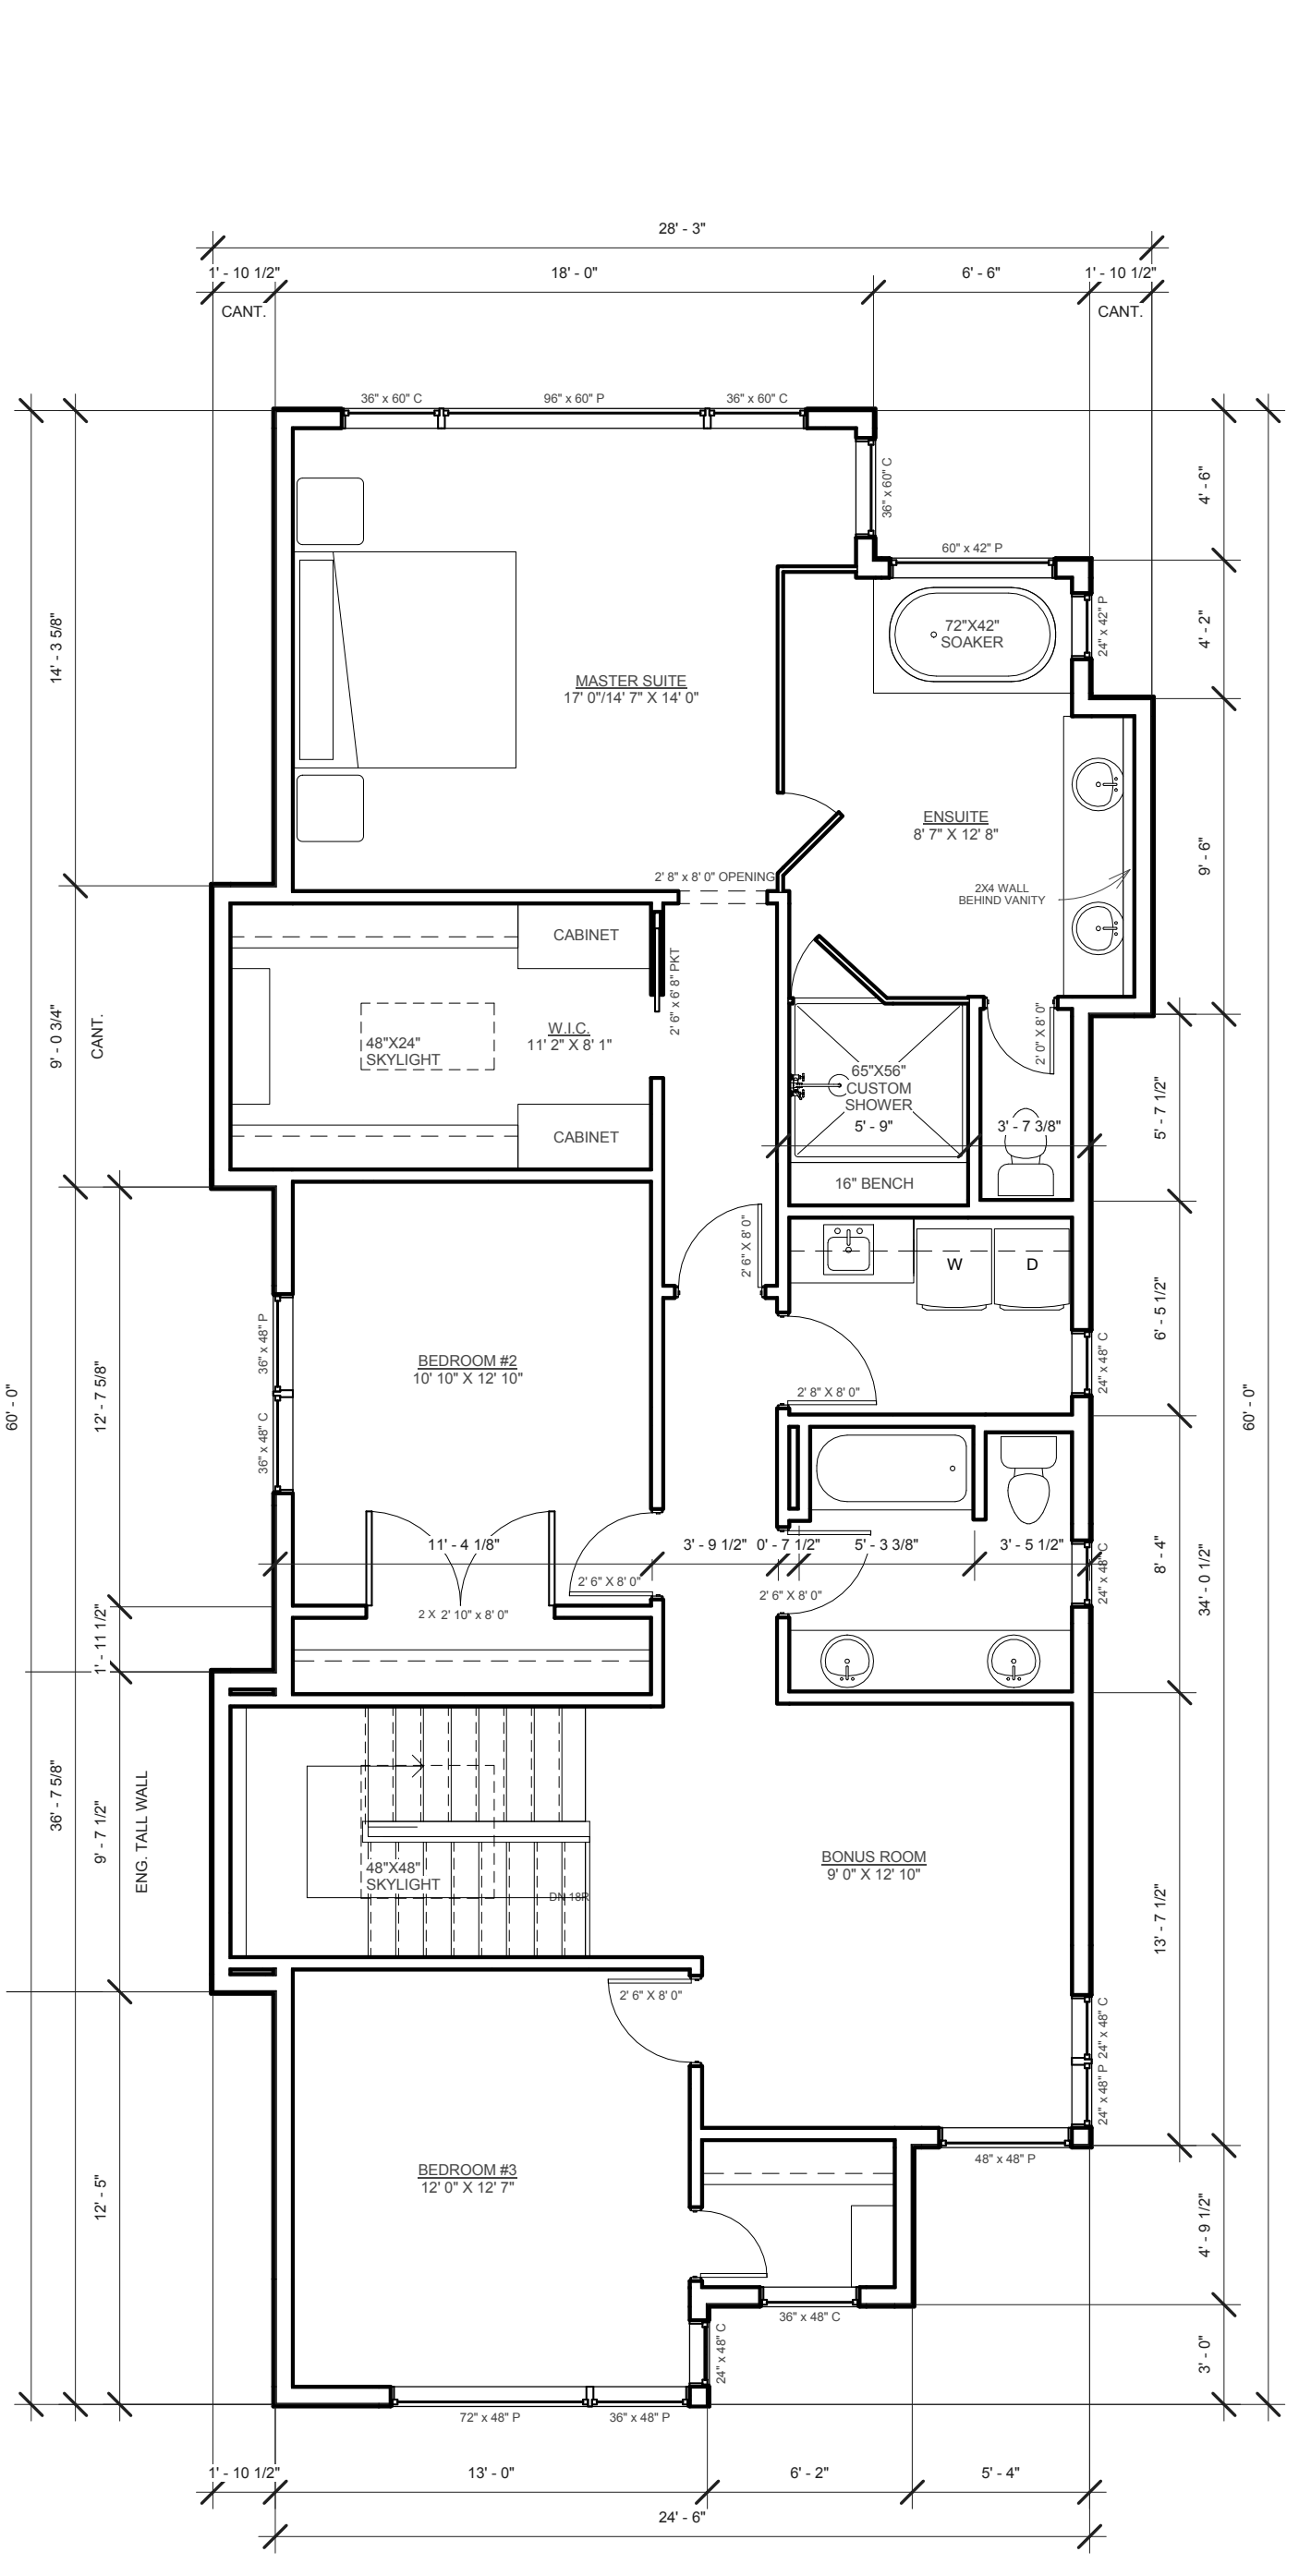 28' - 3"
1' - 10 1/2"
18' - 0"
6' - 6"
1' - 10 1/2"
CANT.
CANT.
36" x 60" C
96" x 60" P
36" x 60" C
36" x 60" C
4' - 6"
60" x 42" P
24" x 42" P
4' - 2"
72"X42"
SOAKER
14' - 3 5/8"
MASTER SUITE
17' 0"/14' 7" X 14' 0"
ENSUITE
8' 7" X 12' 8"
9' - 6"
2' 8" x 8' 0" OPENING
2X4 WALL
BEHIND VANITY
CABINET
2' 6" x 6' 8" PKT
9' - 0 3/4"
CANT.
48"X24"
SKYLIGHT
W.I.C.
11' 2" X 8' 1"
2' 0" X 8' 0"
65"X56"
CUSTOM
SHOWER
5' - 9"
3' - 7 3/8"
5' - 7 1/2"
CABINET
16" BENCH
2' 6" X 8' 0"
W
D
6' - 5 1/2"
36" x 48" P
BEDROOM #2
10' 10" X 12' 10"
24" x 48" C
2' 8" X 8' 0"
60' - 0"
12' - 7 5/8"
60' - 0"
36" x 48" C
11' - 4 1/8"
3' - 9 1/2"
0' - 7 1/2"
5' - 3 3/8"
3' - 5 1/2"
24" x 48" C
8' - 4"
34' - 0 1/2"
2' 6" X 8' 0"
2' 6" X 8' 0"
2 X 2' 10" x 8' 0"
1' - 11 1/2"
36' - 7 5/8"
9' - 7 1/2"
ENG. TALL WALL
48"X48"
SKYLIGHT
DN 18R
BONUS ROOM
9' 0" X 12' 10"
13' - 7 1/2"
2' 6" X 8' 0"
24" x 48" C
24" x 48" P
48" x 48" P
BEDROOM #3
12' 0" X 12' 7"
12' - 5"
4' - 9 1/2"
36" x 48" C
24" x 48" C
3' - 0"
72" x 48" P
36" x 48" P
1' - 10 1/2"
13' - 0"
6' - 2"
5' - 4"
24' - 6"